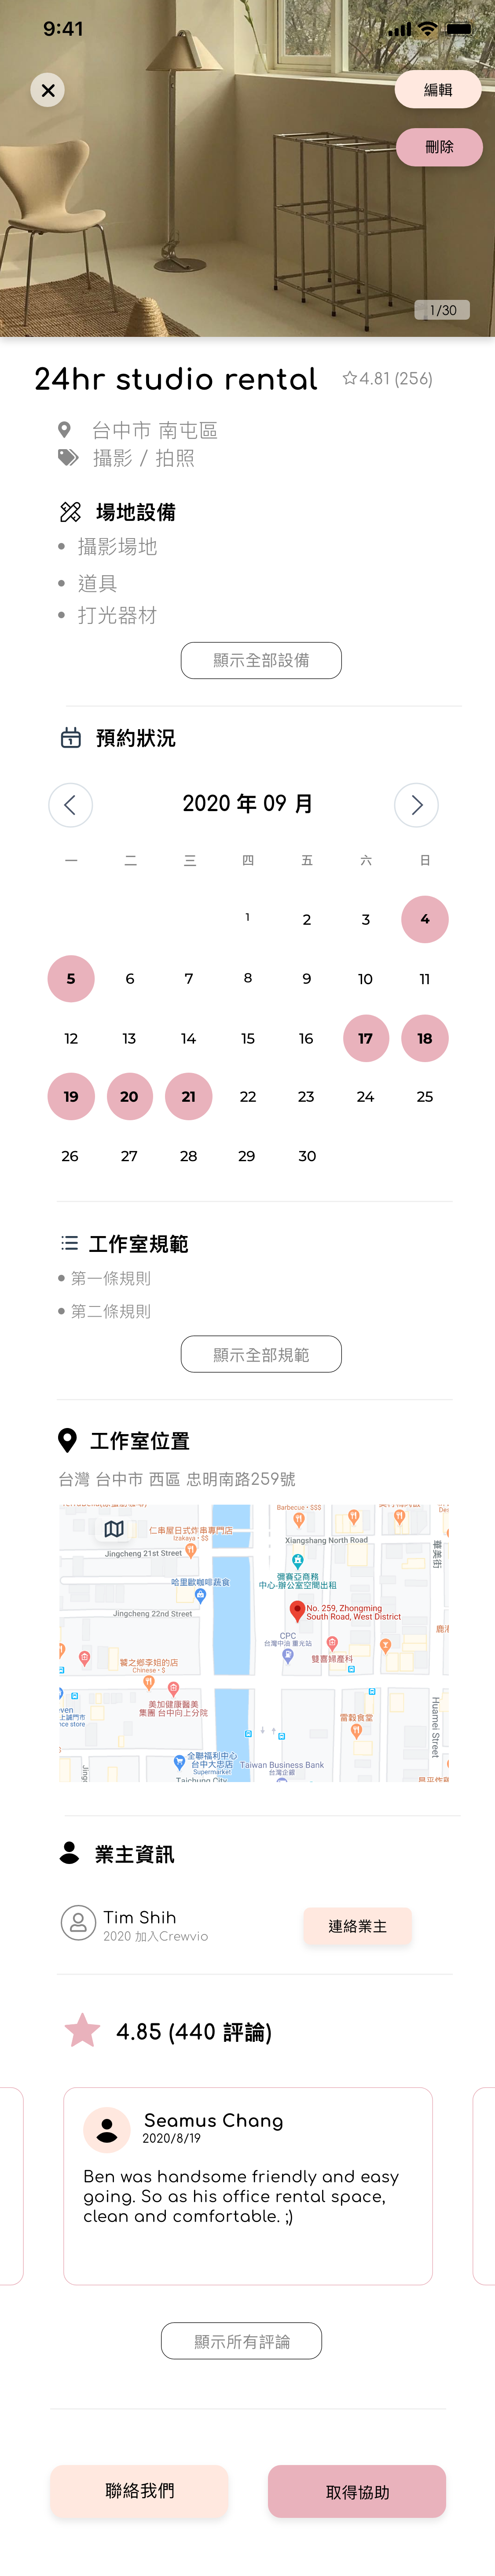 9:41
編輯
刪除
1/30
24hr studio rental
4.81 (256)
台中市 南屯區
攝影 / 拍照
場地設備
攝影場地
道具
打光器材
顯示全部設備
預約狀況
2020 年 09 月
一 二 三 四 五 六 日
1 2 3 4
5 6 7 8 9 10 11
12 13 14 15 16 17 18
19 20 21 22 23 24 25
26 27 28 29 30
工作室規範
第一條規則
第二條規則
顯示全部規範
工作室位置
台灣 台中市 西區 忠明南路259號
Barbecue • $$$
仁串屋日式炸串專門店
Izakaya • $$
Xiangshang North Road
華美街
Jingcheng 21st Street
彌賽亞商務
中心-辦公室空間出租
哈里歐咖啡蔬食
No. 259, Zhongming
South Road, West District
Jingcheng 22nd Street
CPC
台灣中油
雙喜婦產科
饕之鄉李姐的店
Chinese • $
美加健康醫美
集團 台中向上分院
Huamei Street
雷穀食堂
全聯福利中心
台中大忠店
Supermarket
Taichung City
Taiwan Business Bank
台灣企銀
業主資訊
Tim Shih
2020 加入Crewvio
連絡業主
4.85 (440 評論)
Seamus Chang
2020/8/19
Ben was handsome friendly and easy
going. So as his office rental space,
clean and comfortable. ;)
顯示所有評論
聯絡我們
取得協助